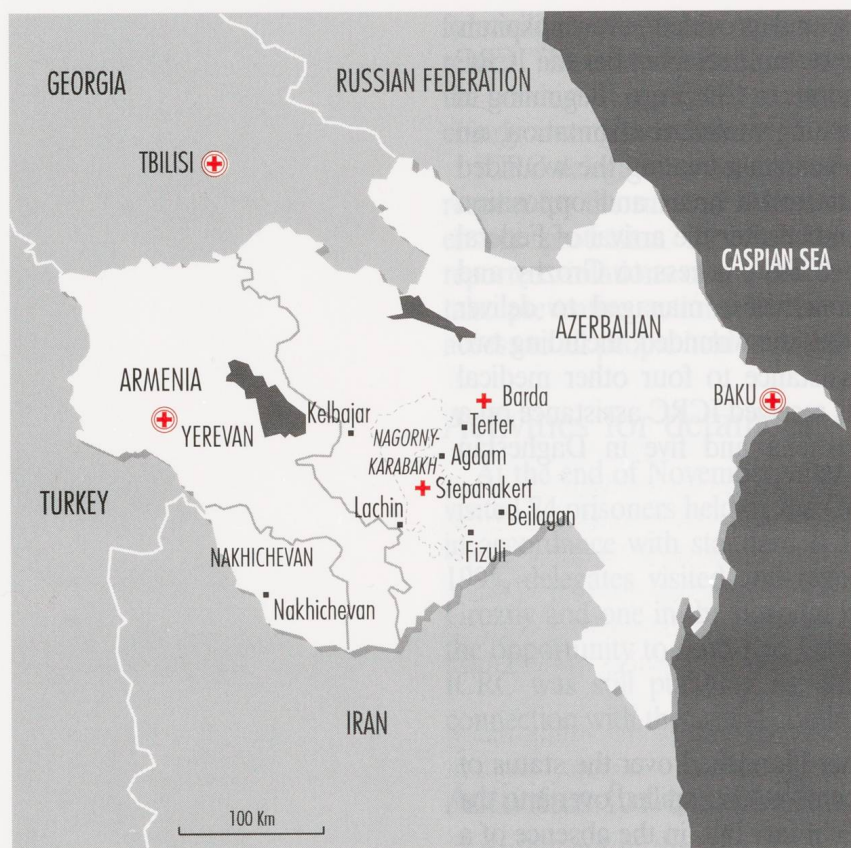 GEORGIA
RUSSIAN FEDERATION
TBILISI
CASPIAN SEA
AZERBAIJAN
ARMENIA
YEREVAN
BAKU
Barda
Kelbajar
Terter
NAGORNY-
KARABAKH
Agdam
Stepanakert
TURKEY
Lachin
Beilagan
Fizuli
NAKHICHEVAN
Nakhichevan
IRAN
100 Km